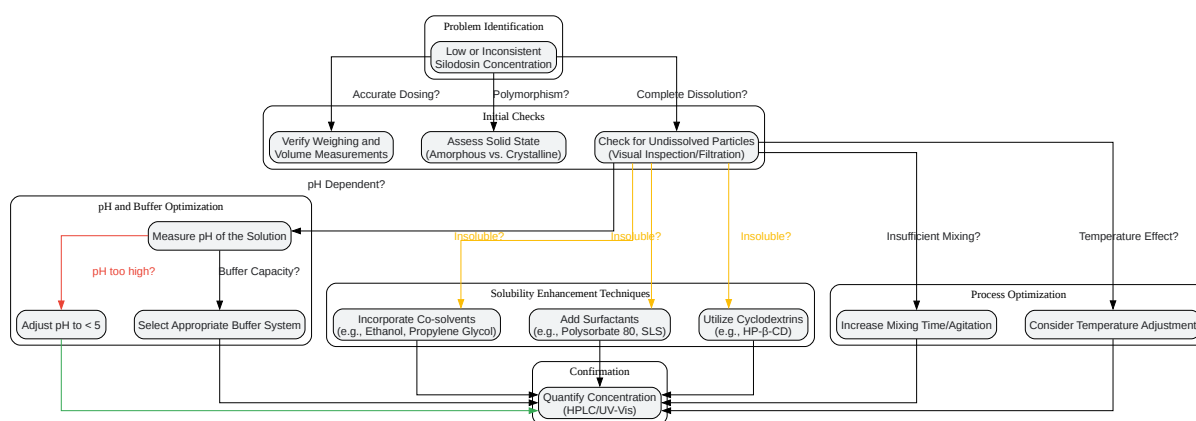 Problem Identification
Low or Inconsistent
Silodosin Concentration
Accurate Dosing?
Polymorphism?
Complete Dissolution?
Initial Checks
Verify Weighing and
Volume Measurements
Assess Solid State
(Amorphous vs. Crystalline)
Check for Undissolved Particles
(Visual Inspection/Filtration)
pH Dependent?
pH and Buffer Optimization
Measure pH of the Solution
Insoluble?
Insoluble?
Insoluble?
Insufficient Mixing?
Temperature Effect?
pH too high?
Buffer Capacity?
Solubility Enhancement Techniques
Process Optimization
Adjust pH to < 5
Select Appropriate Buffer System
Incorporate Co-solvents
(e.g., Ethanol, Propylene Glycol)
Add Surfactants
(e.g., Polysorbate 80, SLS)
Utilize Cyclodextrins
(e.g., HP-β-CD)
Increase Mixing Time/Agitation
Consider Temperature Adjustment
Confirmation
Quantify Concentration
(HPLC/UV-Vis)